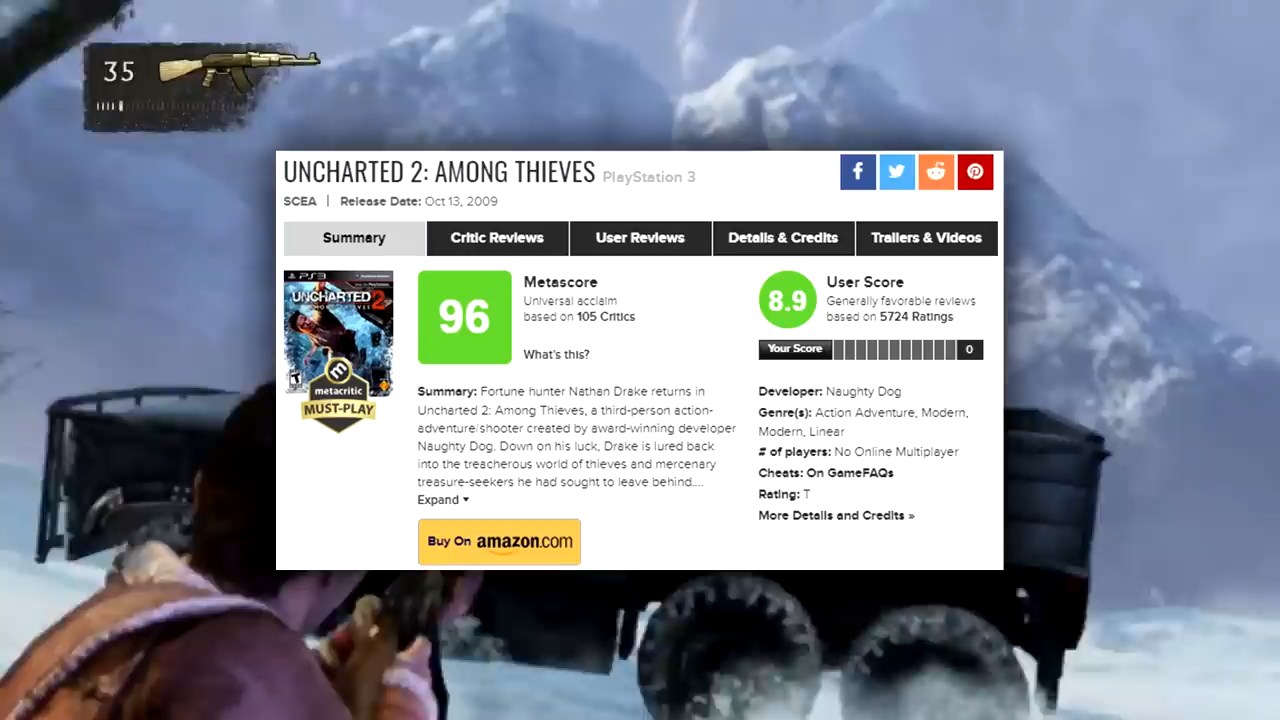 35
UNCHARTED 2: AMONG THIEVES PlayStation 3
SCEA | Release Date: Oct 13, 2009
Summary Critic Reviews User Reviews Details & Credits Trailers & Videos
PS3
UNCHARTED 2
AMONG THIEVES
T
m
metacritic
MUST-PLAY
96
Metascore
Universal acclaim
based on 105 Critics
What's this?
Summary: Fortune hunter Nathan Drake returns in
Uncharted 2: Among Thieves, a third-person action-
adventure/shooter created by award-winning developer
Naughty Dog. Down on his luck, Drake is lured back
into the treacherous world of thieves and mercenary
treasure-seekers he had sought to leave behind....
Expand
Buy On amazon.com
8.9
User Score
Generally favorable reviews
based on 5724 Ratings
Your Score 0
Developer: Naughty Dog
Genre(s): Action Adventure, Modern,
Modern, Linear
# of players: No Online Multiplayer
Cheats: On GameFAQs
Rating: T
More Details and Credits »